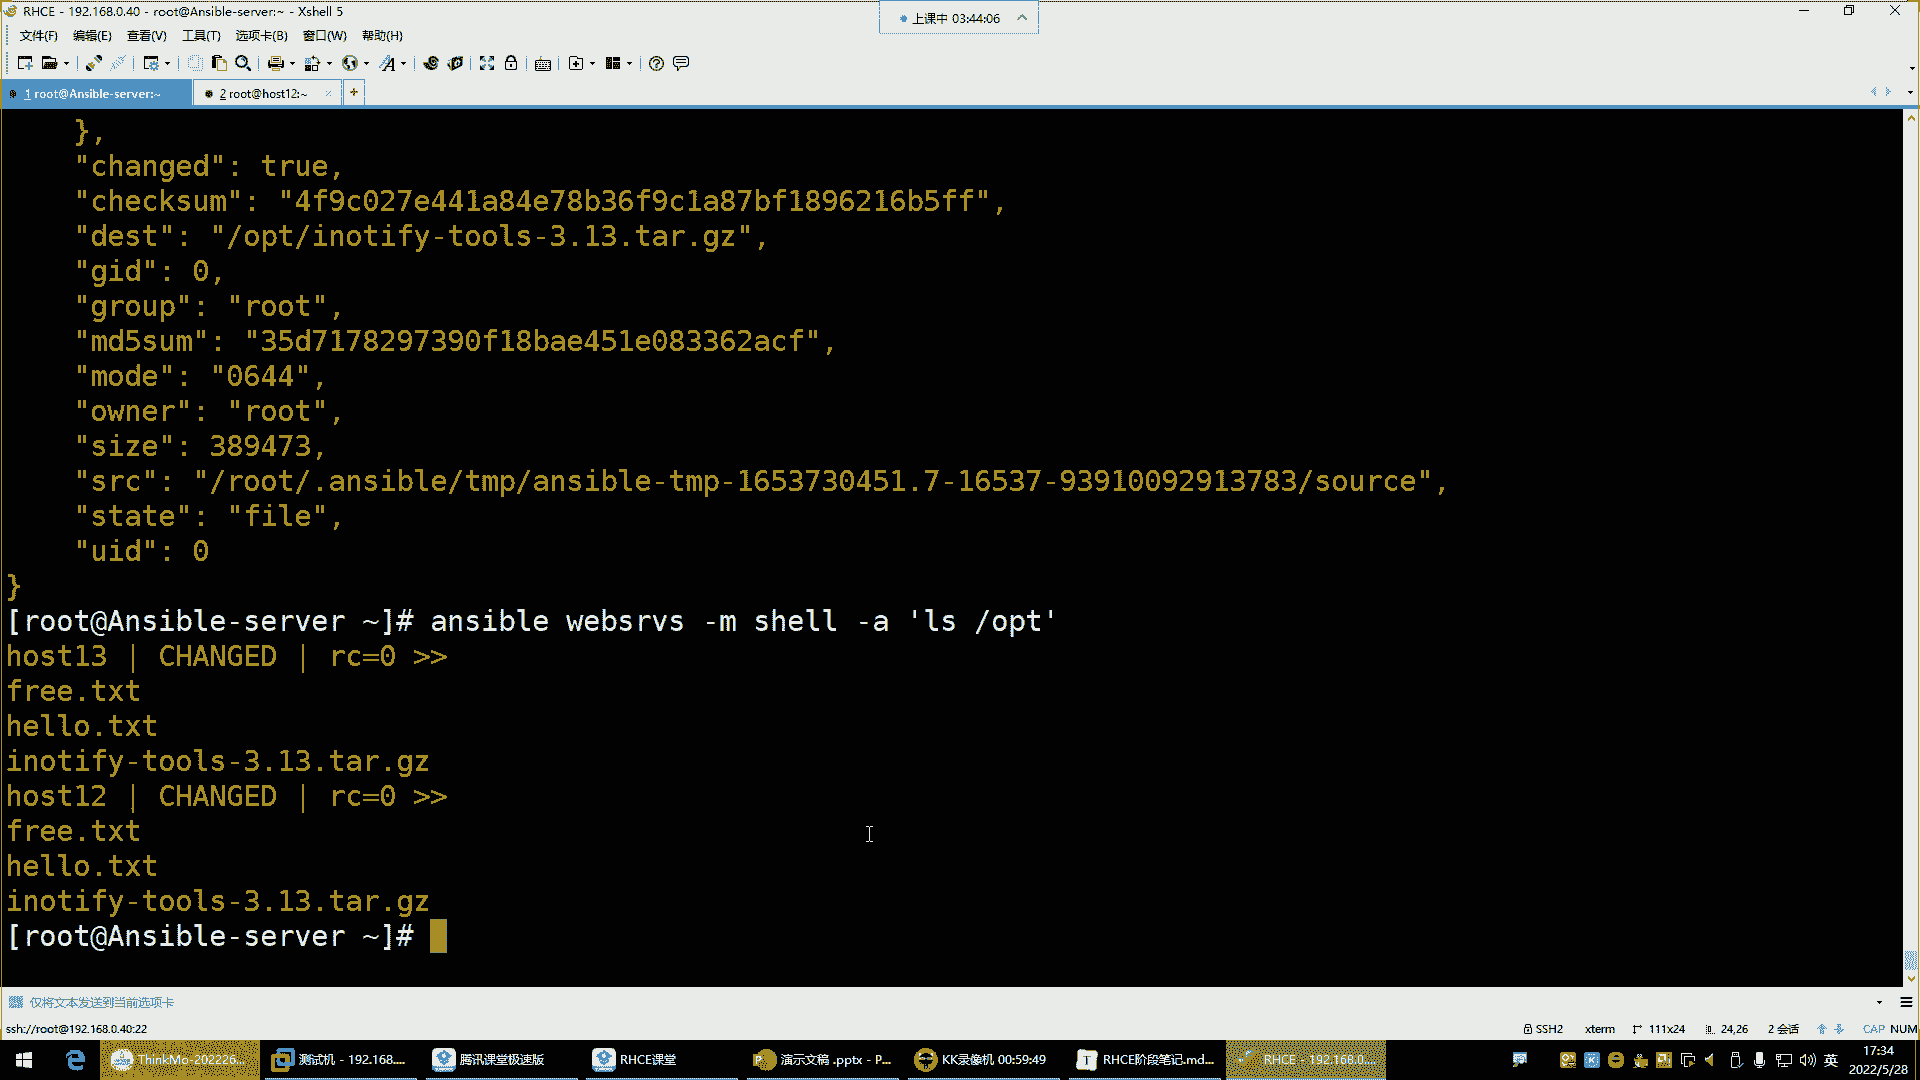 RHCE - 192.168.0.40 - root@Ansible-server:~ - Xshell 5
上课中 03:44:06
文件(F) 编辑(E) 查看(V) 工具(T) 选项卡(B) 窗口(W) 帮助(H)
1 root@Ansible-server:~
2 root@host12:~
    },
    "changed": true,
    "checksum": "4f9c027e441a84e78b36f9c1a87bf1896216b5ff",
    "dest": "/opt/inotify-tools-3.13.tar.gz",
    "gid": 0,
    "group": "root",
    "md5sum": "35d7178297390f18bae451e083362acf",
    "mode": "0644",
    "owner": "root",
    "size": 389473,
    "src": "/root/.ansible/tmp/ansible-tmp-1653730451.7-16537-93910092913783/source",
    "state": "file",
    "uid": 0
}
[root@Ansible-server ~]# ansible websrvs -m shell -a 'ls /opt'
host13 | CHANGED | rc=0 >>
free.txt
hello.txt
inotify-tools-3.13.tar.gz
host12 | CHANGED | rc=0 >>
free.txt
hello.txt
inotify-tools-3.13.tar.gz
[root@Ansible-server ~]#
仅将文本发送到当前选项卡
ssh://root@192.168.0.40:22
SSH2 xterm 111x24 24,26 2 会话 CAP NUM
ThinkMo-202226...
测试机 - 192.168....
腾讯课堂极速版
RHCE课堂
演示文稿 .pptx - P...
KK录像机 00:59:49
RHCE阶段笔记.md...
RHCE - 192.168.0....
英
17:34
2022/5/28